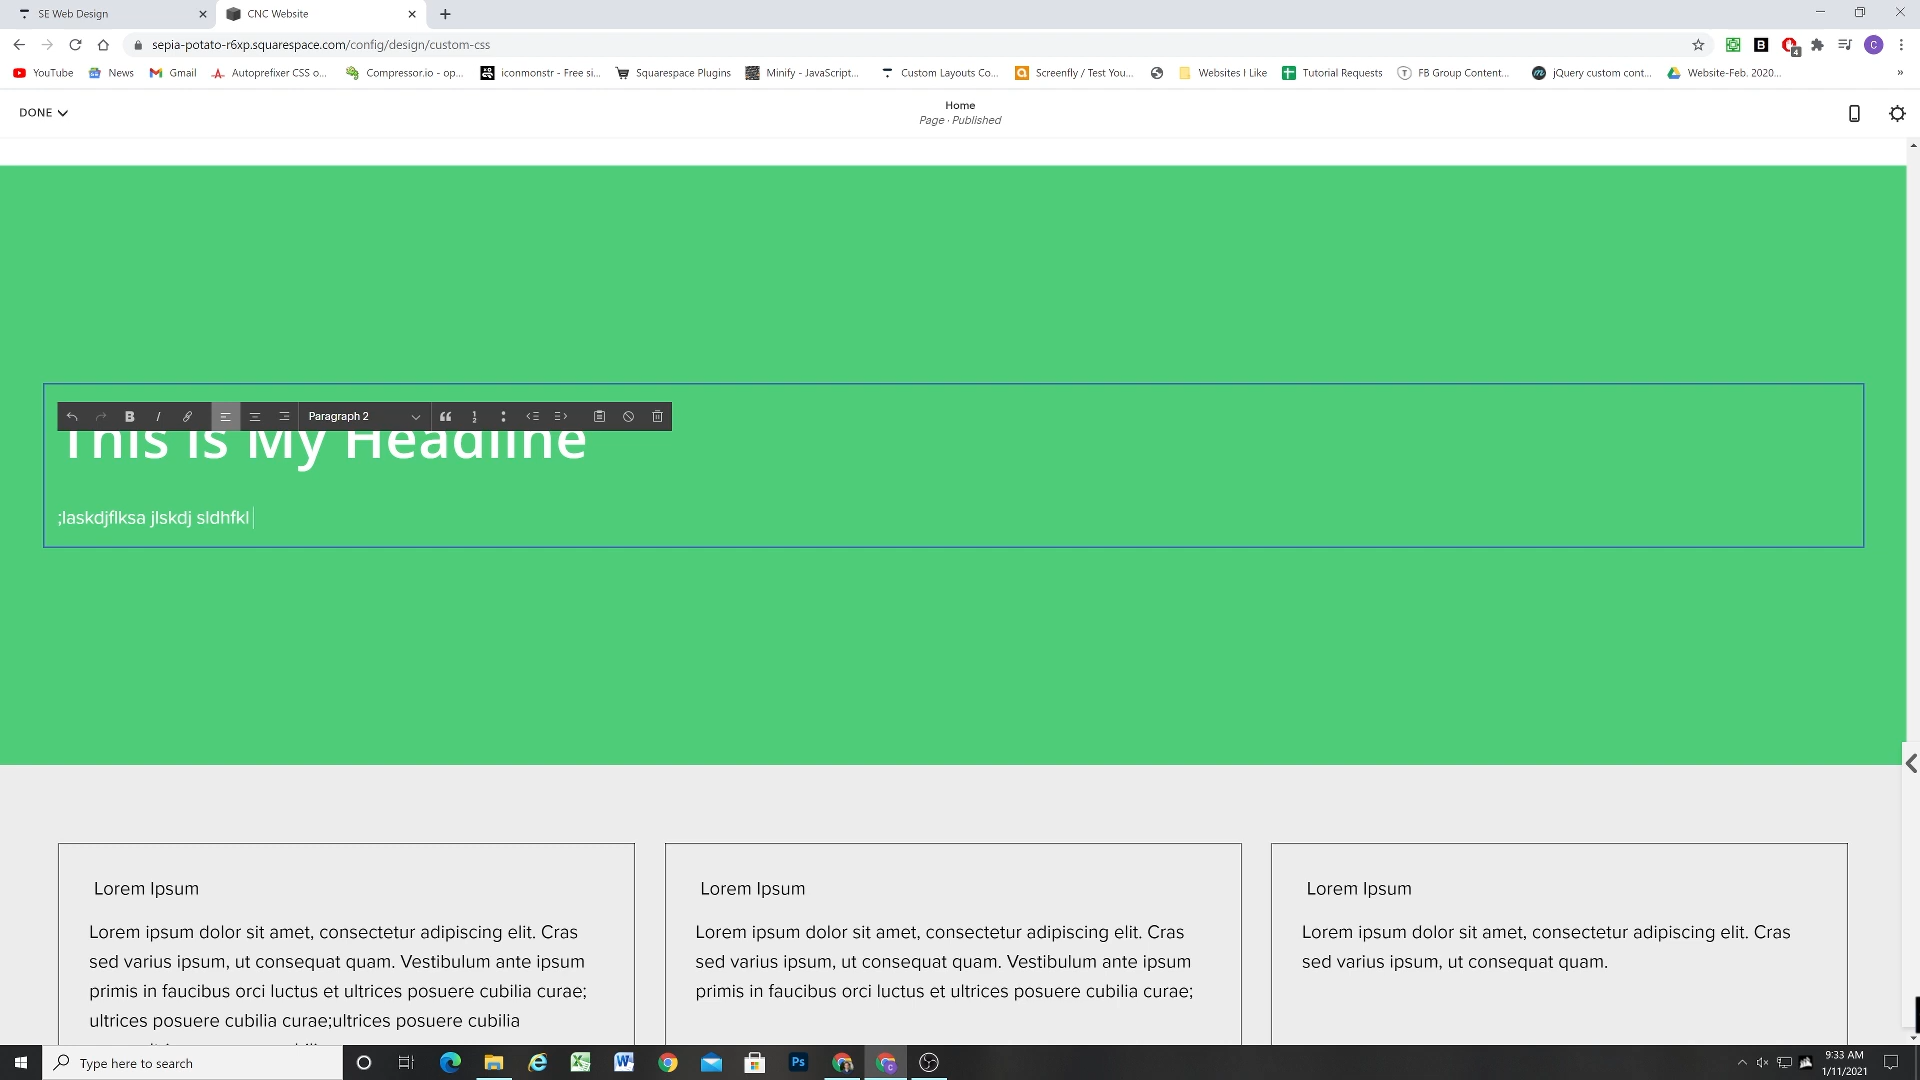 SE Web Design
CNC Website
sepia-potato-r6xp.squarespace.com/config/design/custom-css
B
4
C
YouTube
News
Gmail
Autoprefixer CSS o...
Compressor.io - op...
iconmonstr - Free si...
Squarespace Plugins
Minify - JavaScript...
Custom Layouts Co...
Screenfly / Test You...
Websites I Like
Tutorial Requests
FB Group Content...
jQuery custom cont...
Website-Feb. 2020...
»
DONE
Home
Page · Published
B I Paragraph 2
This Is My Headline
;laskdjflksa jlskdj sldhfkl
Lorem Ipsum
Lorem ipsum dolor sit amet, consectetur adipiscing elit. Cras
sed varius ipsum, ut consequat quam. Vestibulum ante ipsum
primis in faucibus orci luctus et ultrices posuere cubilia curae;
ultrices posuere cubilia curae;ultrices posuere cubilia
Lorem Ipsum
Lorem ipsum dolor sit amet, consectetur adipiscing elit. Cras
sed varius ipsum, ut consequat quam. Vestibulum ante ipsum
primis in faucibus orci luctus et ultrices posuere cubilia curae;
Lorem Ipsum
Lorem ipsum dolor sit amet, consectetur adipiscing elit. Cras
sed varius ipsum, ut consequat quam.
Type here to search
Ps
9:33 AM
1/11/2021